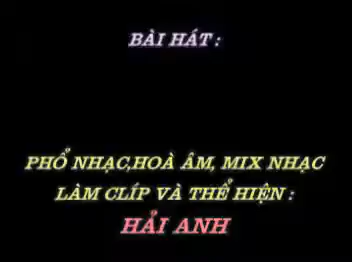 BÀI HÁT :
PHỔ NHẠC,HOÀ ÂM, MIX NHẠC
LÀM CLÍP VÀ THỂ HIỆN :
HẢI ANH